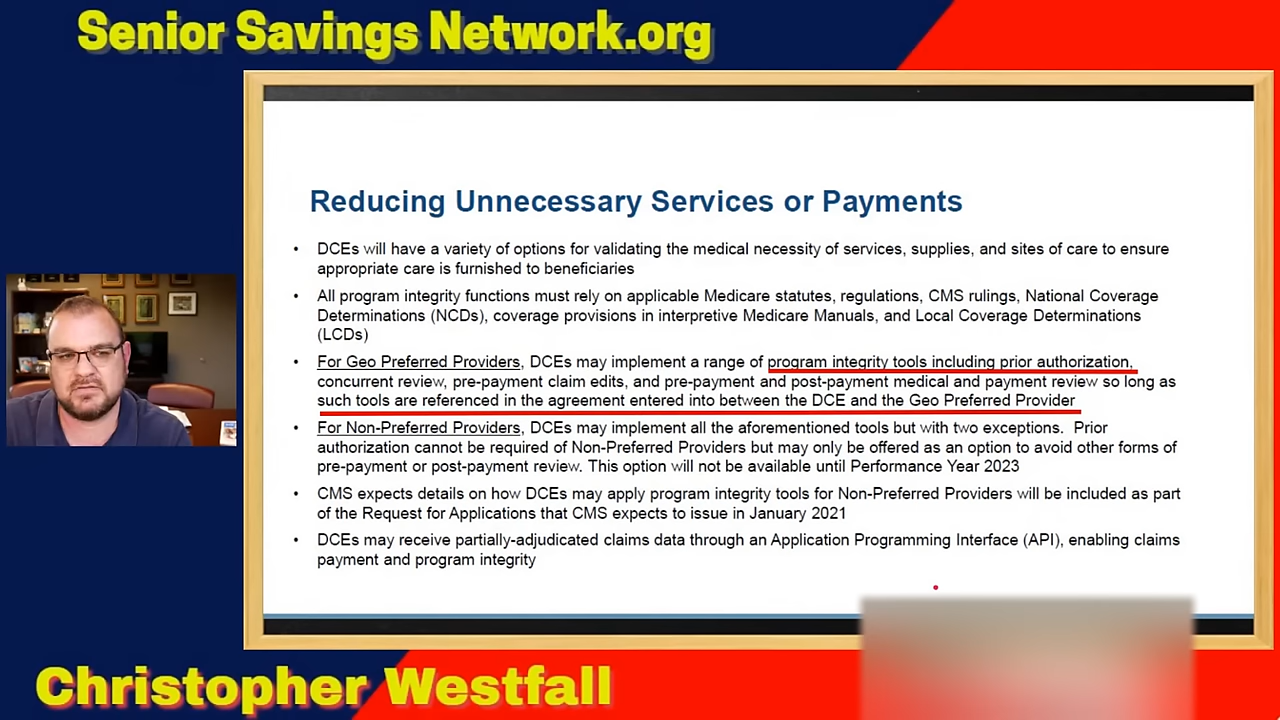 Senior Savings Network.org
Reducing Unnecessary Services or Payments
• DCEs will have a variety of options for validating the medical necessity of services, supplies, and sites of care to ensure
appropriate care is furnished to beneficiaries
• All program integrity functions must rely on applicable Medicare statutes, regulations, CMS rulings, National Coverage
Determinations (NCDs), coverage provisions in interpretive Medicare Manuals, and Local Coverage Determinations
(LCDs)
• For Geo Preferred Providers, DCEs may implement a range of program integrity tools including prior authorization,
concurrent review, pre-payment claim edits, and pre-payment and post-payment medical and payment review so long as
such tools are referenced in the agreement entered into between the DCE and the Geo Preferred Provider
• For Non-Preferred Providers, DCEs may implement all the aforementioned tools but with two exceptions. Prior
authorization cannot be required of Non-Preferred Providers but may only be offered as an option to avoid other forms of
pre-payment or post-payment review. This option will not be available until Performance Year 2023
• CMS expects details on how DCEs may apply program integrity tools for Non-Preferred Providers will be included as part
of the Request for Applications that CMS expects to issue in January 2021
• DCEs may receive partially-adjudicated claims data through an Application Programming Interface (API), enabling claims
payment and program integrity
Christopher Westfall